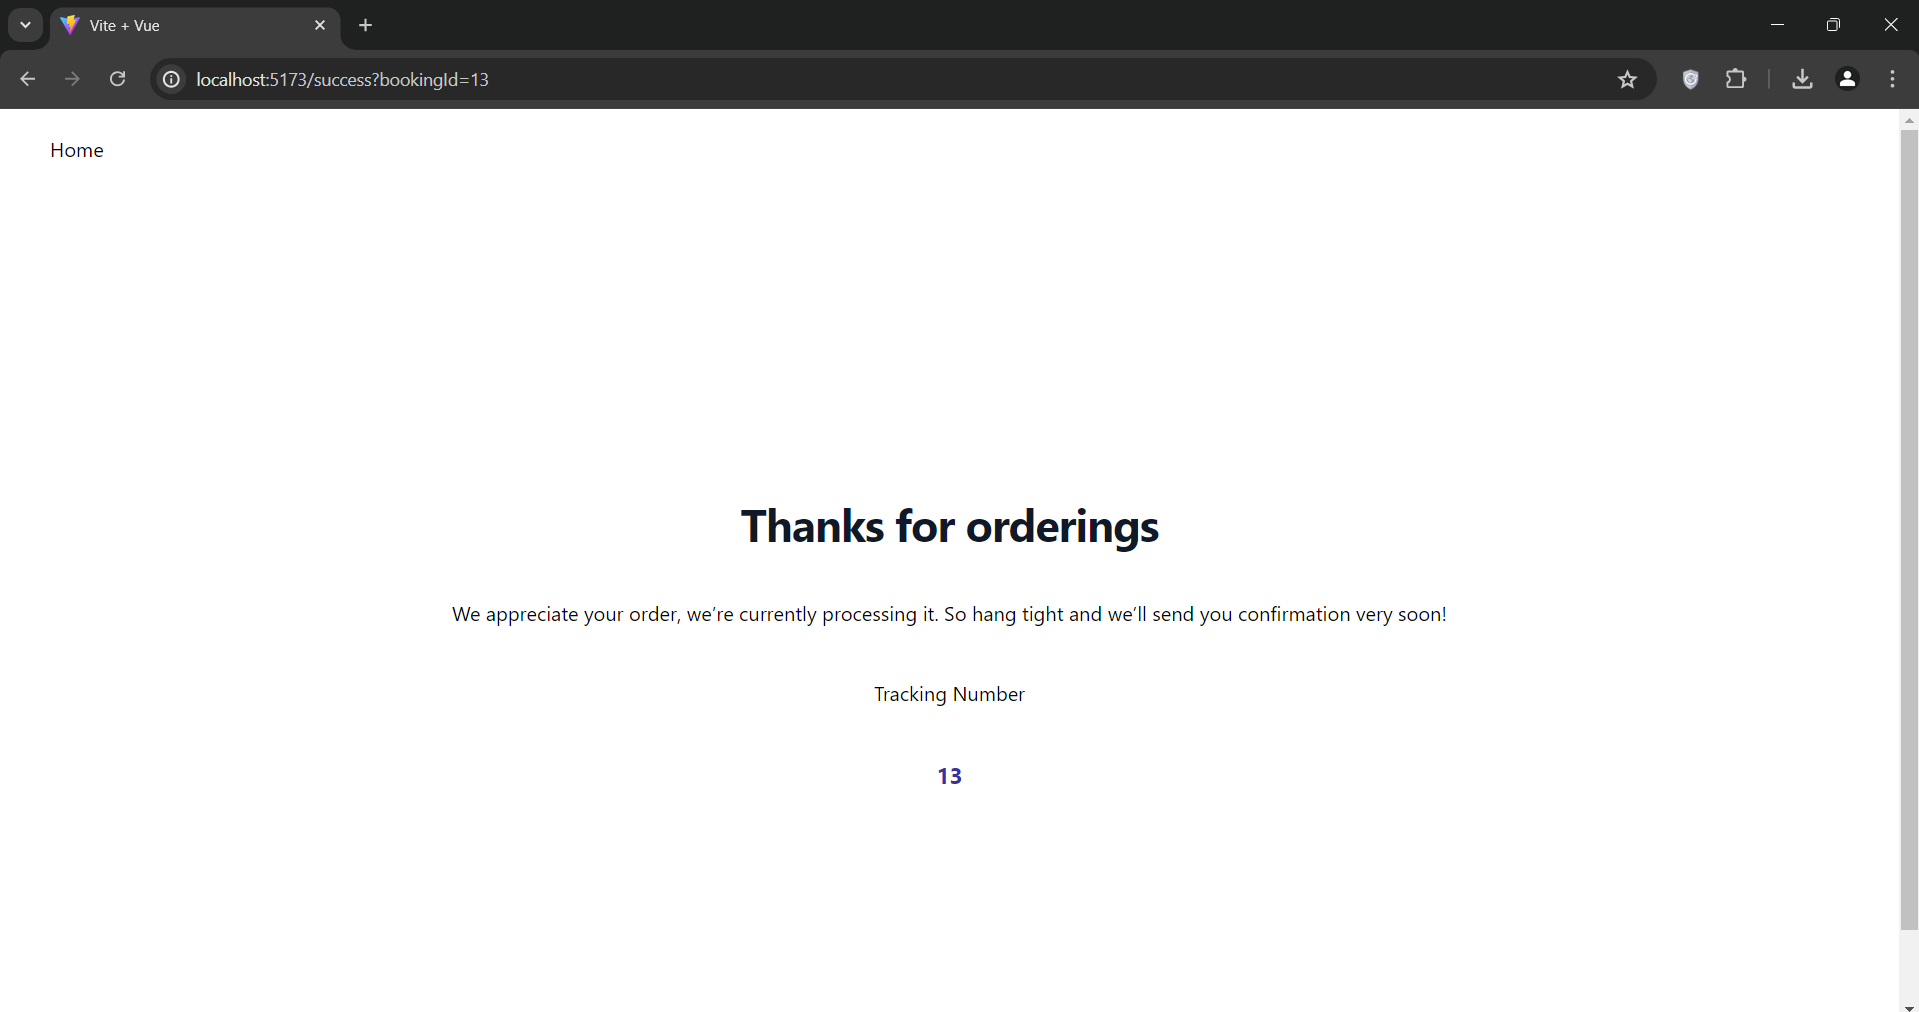 Vite + Vue
localhost:5173/success?bookingId=13
Home
Thanks for orderings
We appreciate your order, we’re currently processing it. So hang tight and we’ll send you confirmation very soon!
Tracking Number
13